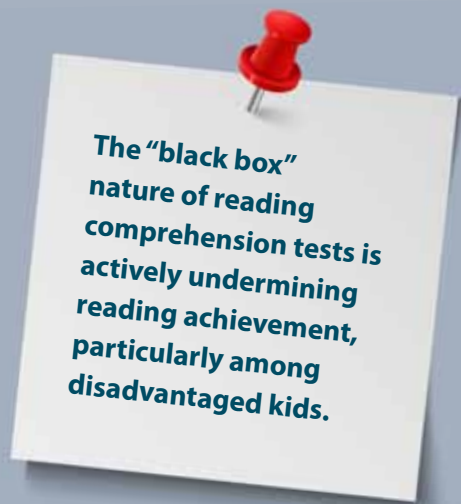 The “black box”
nature of reading
comprehension tests is
actively undermining
reading achievement,
particularly among
disadvantaged kids.